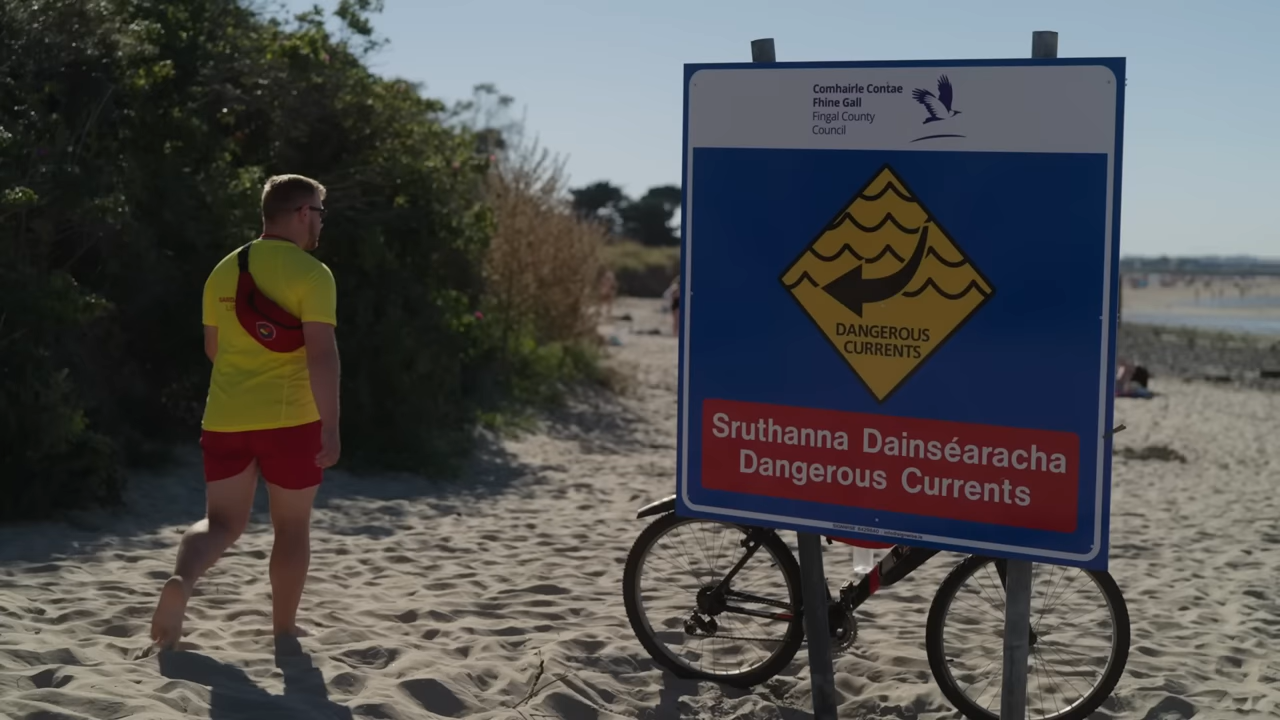 Comhairle Contae
Fhine Gall
Fingal County
Council
DANGEROUS
CURRENTS
Sruthanna Dainséaracha
Dangerous Currents